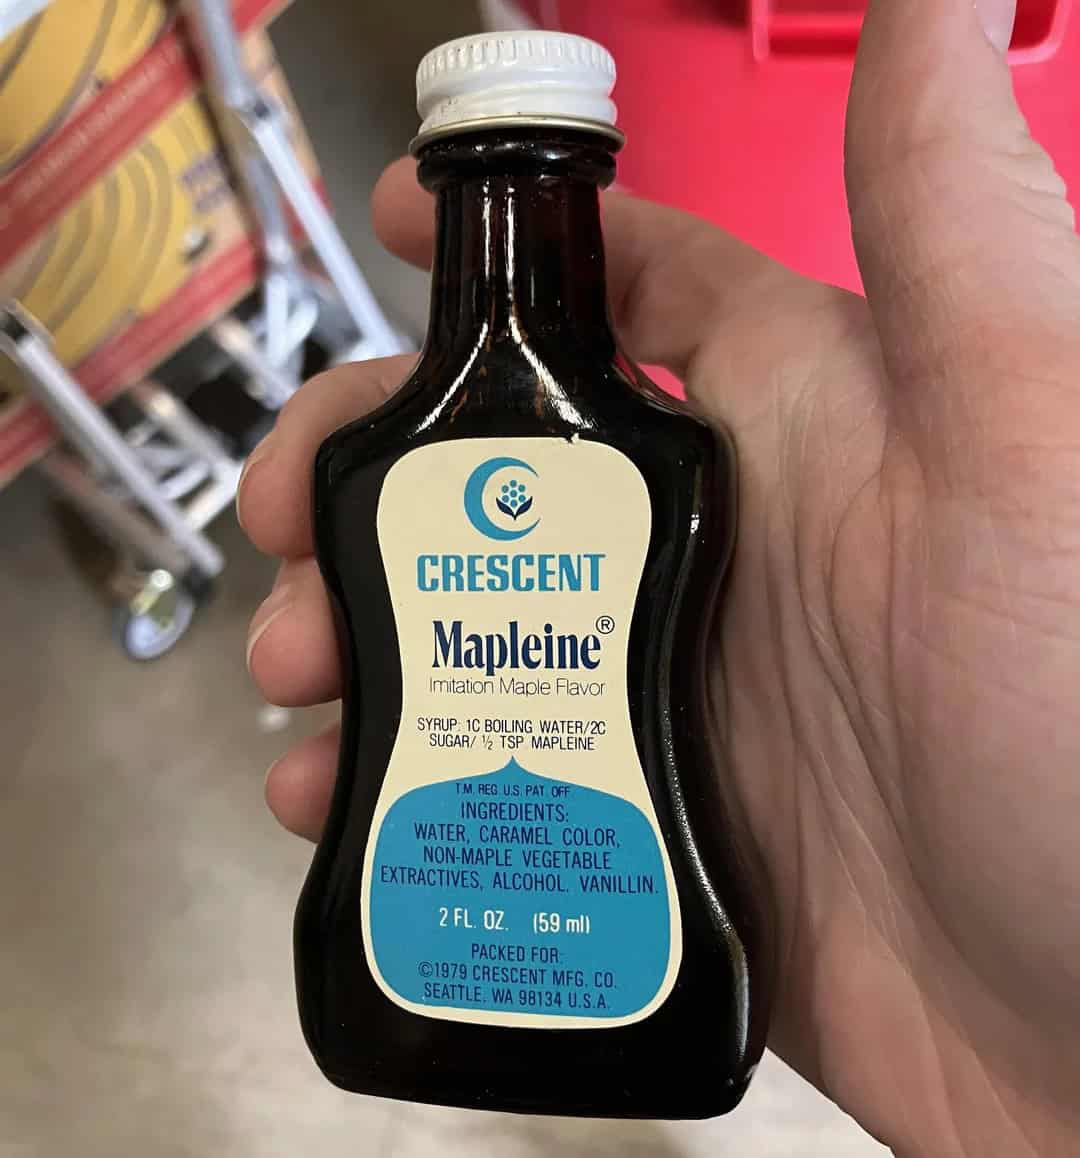 CRESCENT
Mapleine®
Imitation Maple Flavor
SYRUP: 1C BOILING WATER/2C
SUGAR/ ½ TSP MAPLEINE
T.M. REG. U.S. PAT. OFF.
INGREDIENTS:
WATER, CARAMEL COLOR,
NON-MAPLE VEGETABLE
EXTRACTIVES, ALCOHOL, VANILLIN.
2 FL. OZ. (59 ml)
PACKED FOR:
©1979 CRESCENT MFG. CO.
SEATTLE, WA 98134 U.S.A.